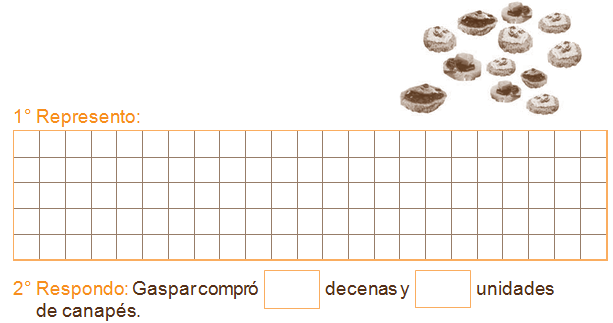 1° Represento:
2° Respondo: Gaspar compró decenas y unidades
de canapés.